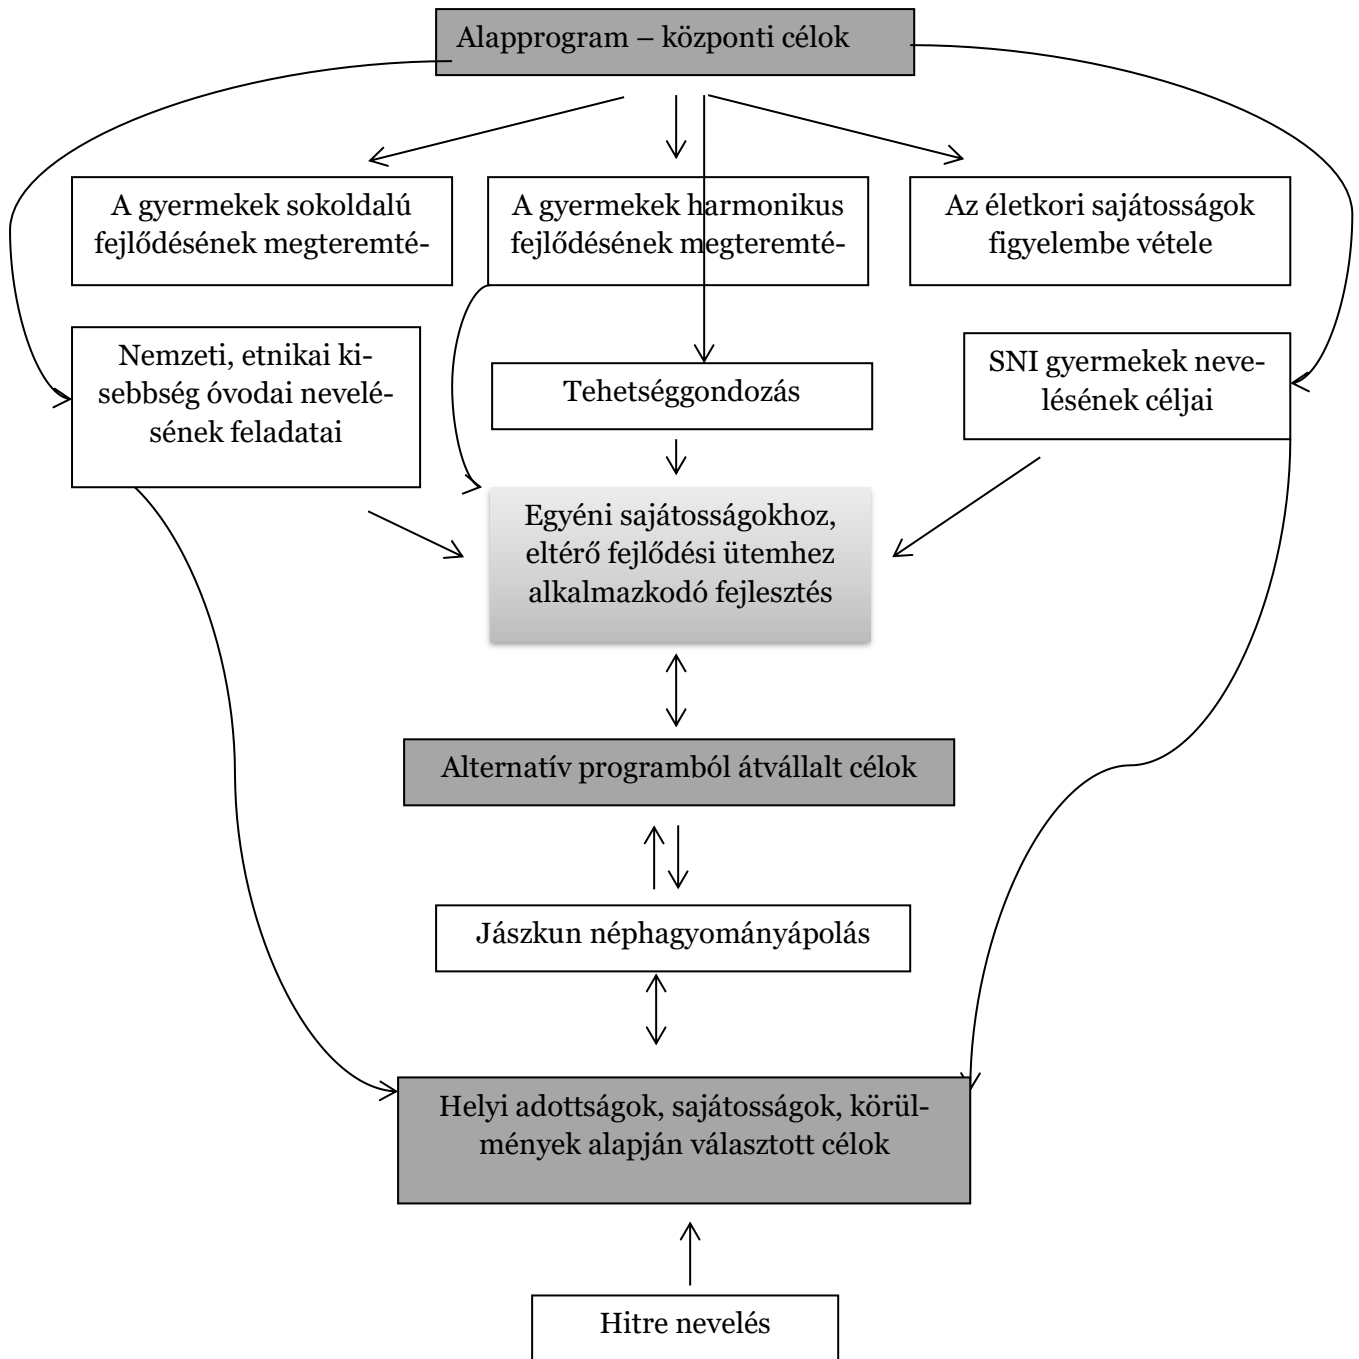 Alapprogram – központi célok
A gyermekek sokoldalú
fejlődésének megteremté-
A gyermekek harmonikus
fejlődésének megteremté-
Az életkori sajátosságok
figyelembe vétele
Nemzeti, etnikai ki-
sebbség óvodai nevelé-
sének feladatai
Tehetséggondozás
SNI gyermekek neve-
lésének céljai
Egyéni sajátosságokhoz,
eltérő fejlődési ütemhez
alkalmazkodó fejlesztés
Alternatív programból átvállalt célok
Jászkun néphagyományápolás
Helyi adottságok, sajátosságok, körül-
mények alapján választott célok
Hitre nevelés